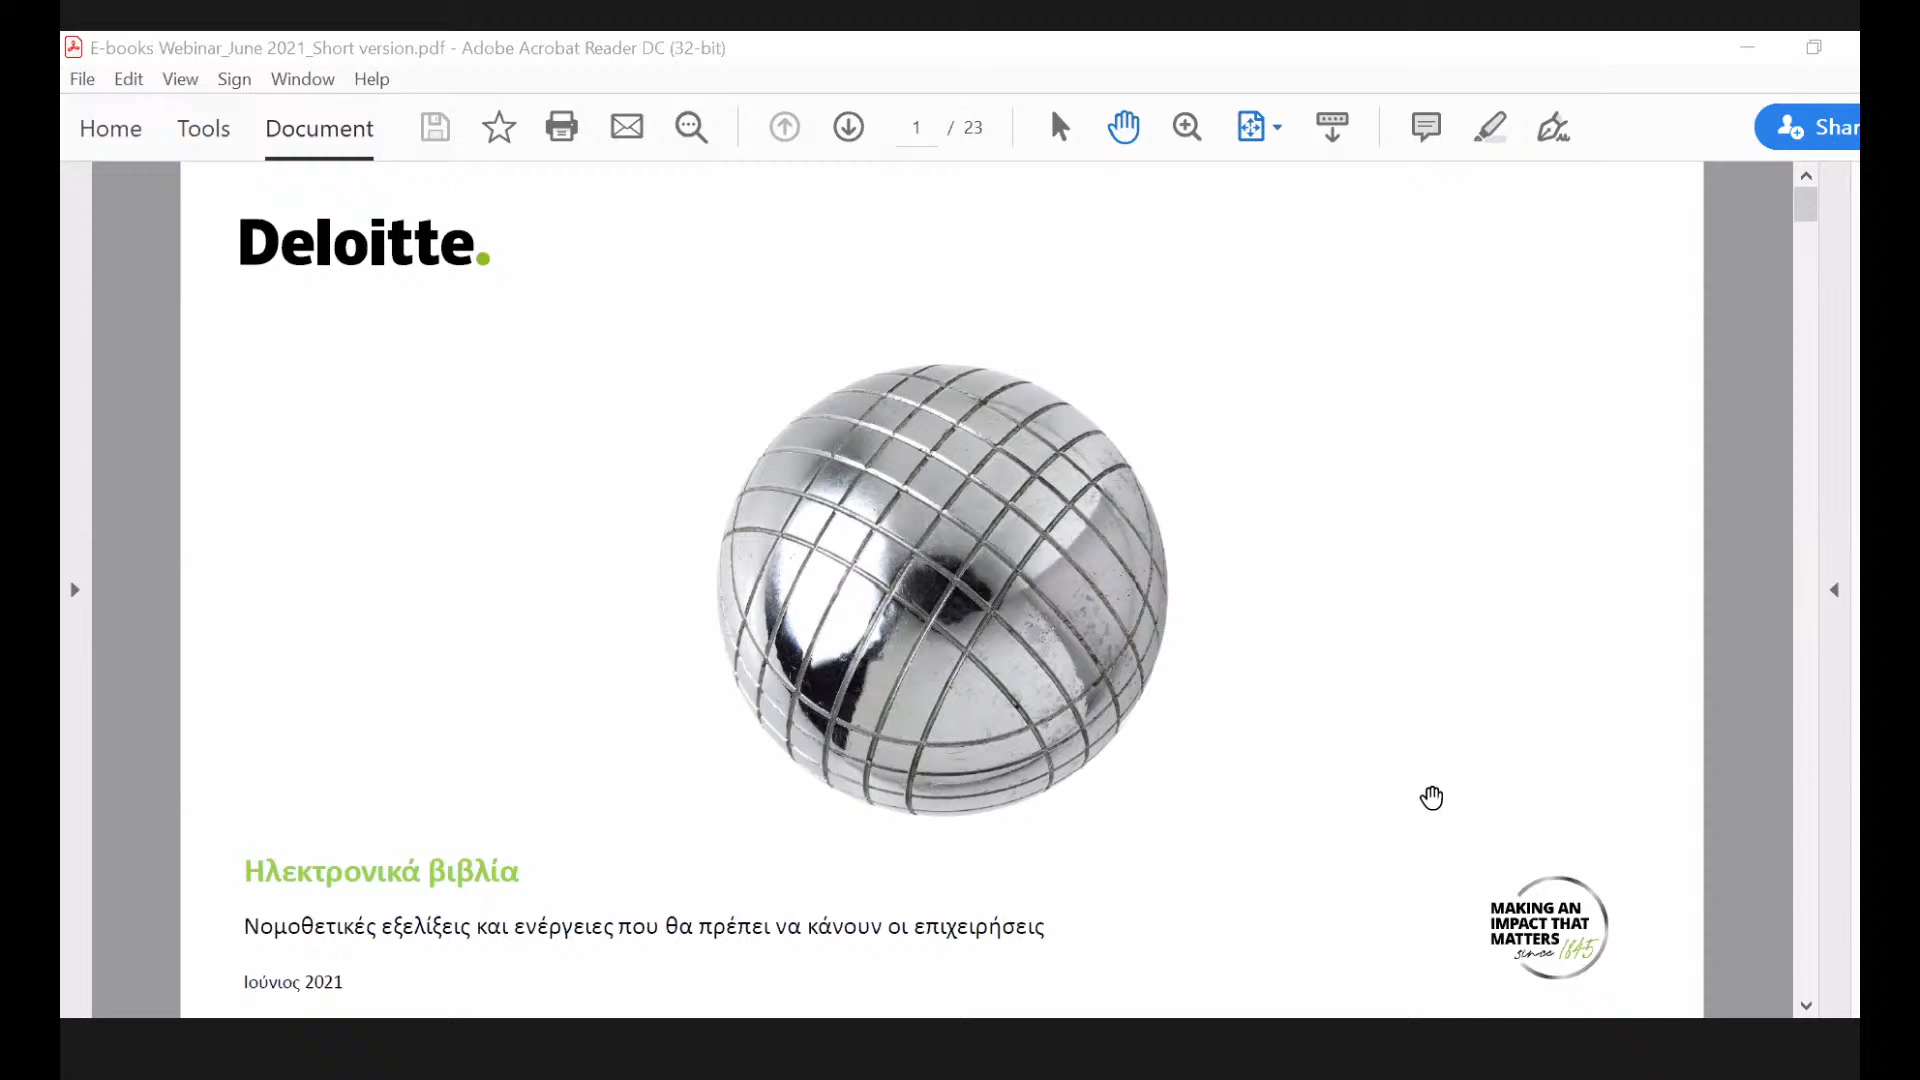 E-books Webinar_June 2021_Short version.pdf - Adobe Acrobat Reader DC (32-bit)
File Edit View Sign Window Help
Home Tools Document 1 / 23 Shar
Deloitte.
Ηλεκτρονικά βιβλία
Νομοθετικές εξελίξεις και ενέργειες που θα πρέπει να κάνουν οι επιχειρήσεις
Ιούνιος 2021
MAKING AN
IMPACT THAT
MATTERS
since 1845